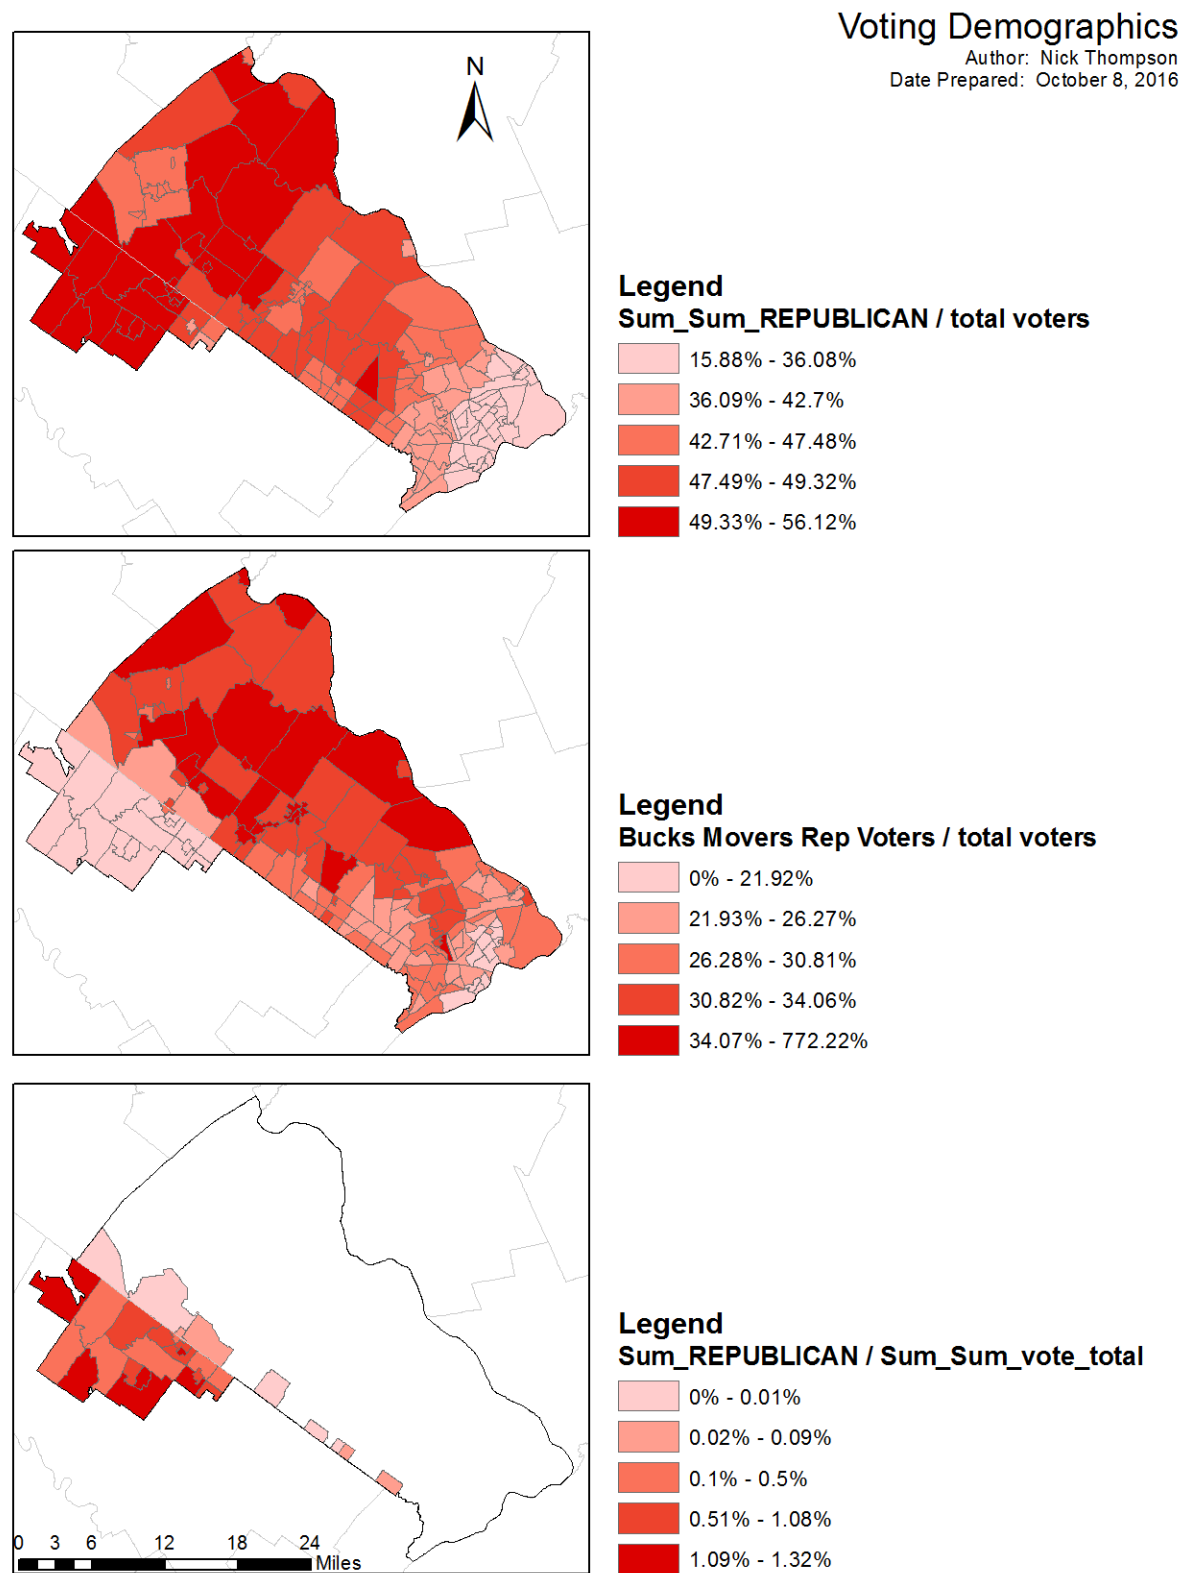 Voting Demographics
Author: Nick Thompson
Date Prepared: October 8, 2016
N
Legend
Sum_Sum_REPUBLICAN / total voters
15.88% - 36.08%
36.09% - 42.7%
42.71% - 47.48%
47.49% - 49.32%
49.33% - 56.12%
Legend
Bucks Movers Rep Voters / total voters
0% - 21.92%
21.93% - 26.27%
26.28% - 30.81%
30.82% - 34.06%
34.07% - 772.22%
Legend
Sum_REPUBLICAN / Sum_Sum_vote_total
0% - 0.01%
0.02% - 0.09%
0.1% - 0.5%
0.51% - 1.08%
1.09% - 1.32%
0 3 6 12 18 24
Miles